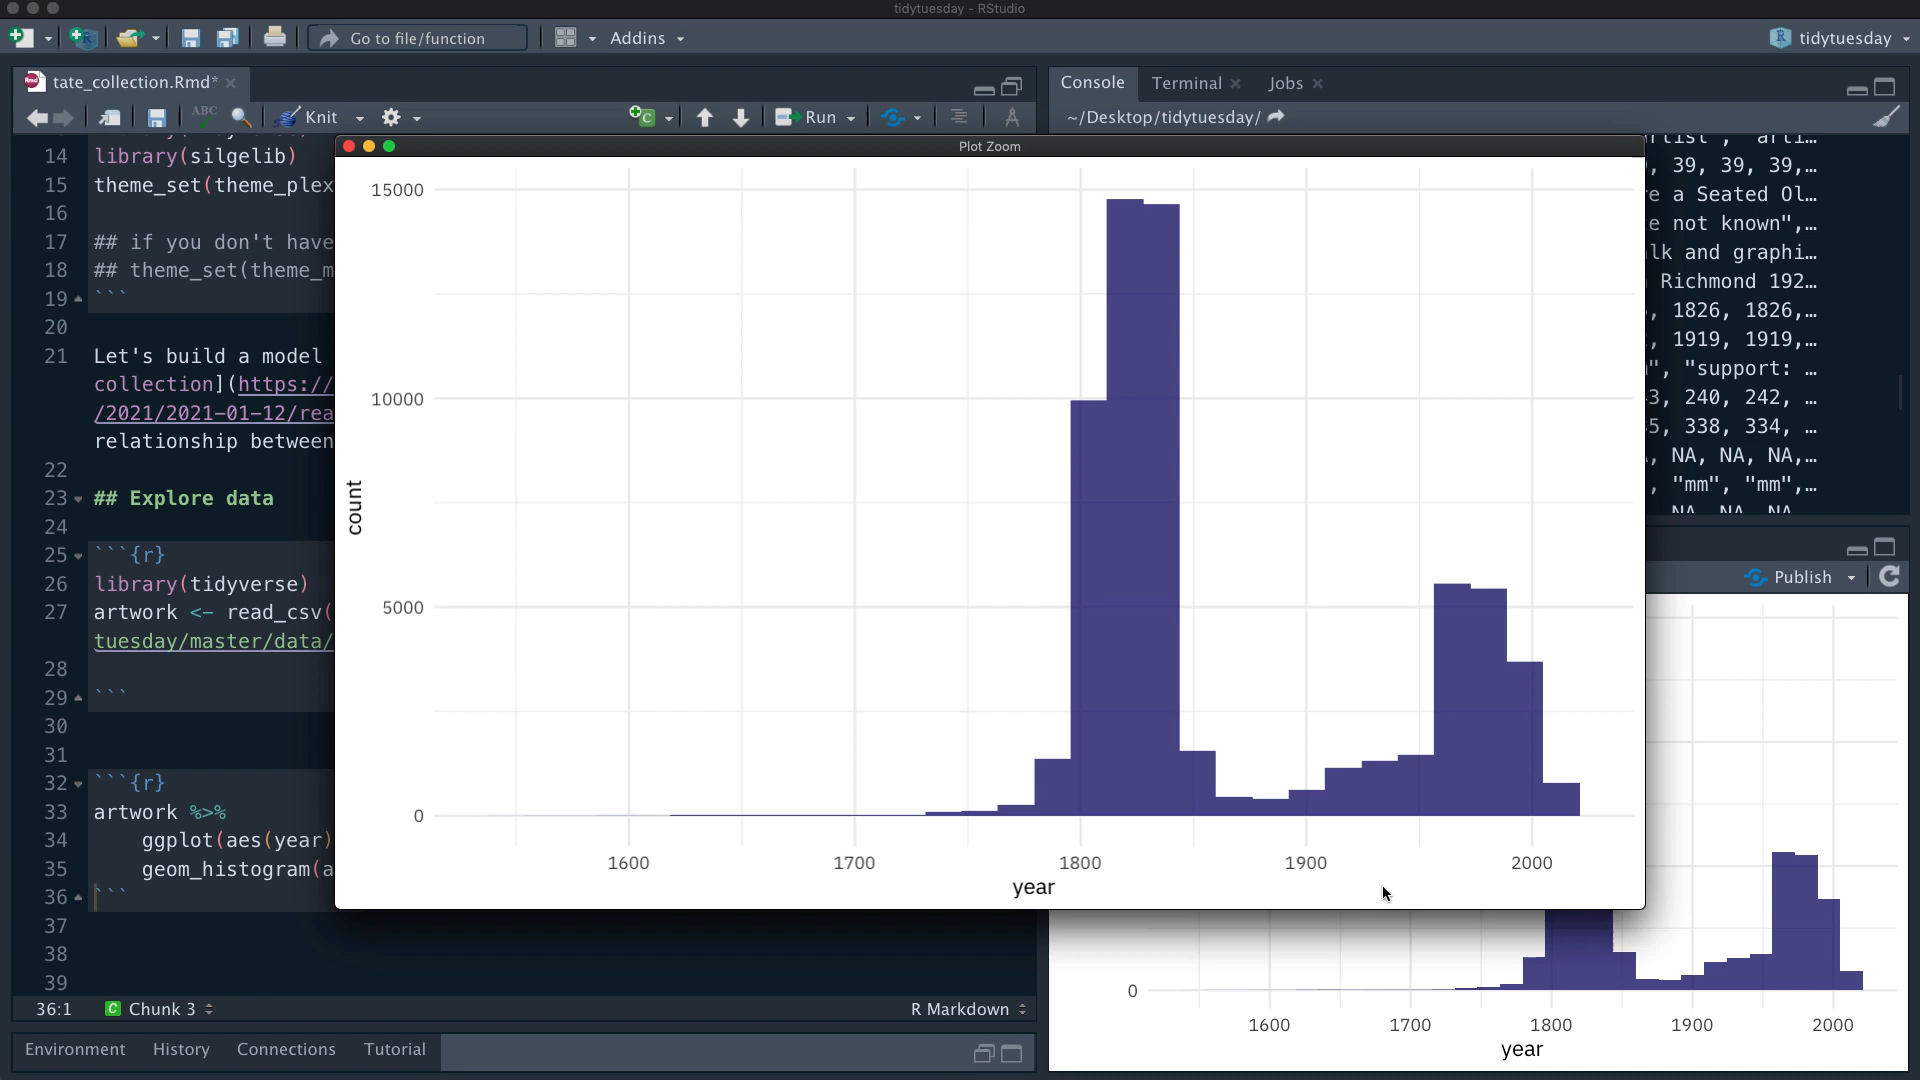 tidytuesday - RStudio
Go to file/function
Addins
tidytuesday
tate_collection.Rmd*
Console
Terminal
Jobs
ABC
Knit
Run
~/Desktop/tidytuesday/
Plot Zoom
14 library(silgelib)
15 theme_set(theme_plex
16
17 ## if you don't have
18 ## theme_set(theme_m
19 ```
20
21 Let's build a model
collection](https://
/2021/2021-01-12/rea
relationship between
22
23 ## Explore data
24
25 ```{r}
26 library(tidyverse)
27 artwork <- read_csv(
tuesday/master/data/
28
29 ```
30
31
32 ```{r}
33 artwork %>%
34 ggplot(aes(year)
35 geom_histogram(a
36 ```
37
38
39
36:1
Chunk 3
R Markdown
Environment
History
Connections
Tutorial
15000
10000
5000
0
count
1600
1700
1800
1900
2000
year
, 39, 39, 39,…
e a Seated Ol…
e not known",…
lk and graphi…
Richmond 192…
, 1826, 1826,…
, 1919, 1919,…
", "support: …
3, 240, 242, …
5, 338, 334, …
, NA, NA, NA,…
, "mm", "mm",…
NA, NA, NA
Publish
0
1600
1700
1800
1900
2000
year